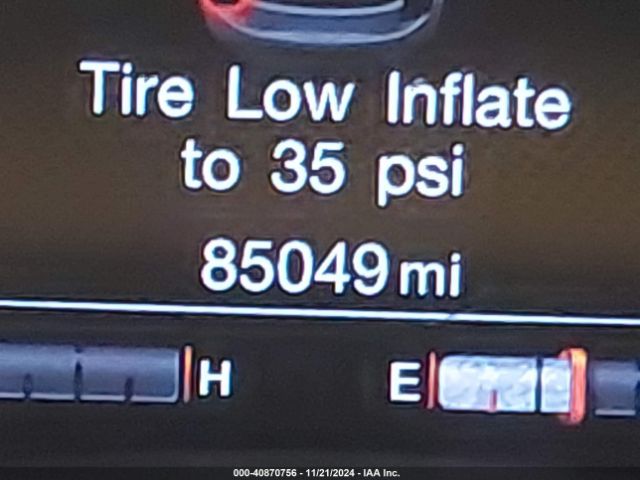 Tire Low Inflate
to 35 psi
85049 mi
H E
000-40870756 - 11/21/2024 - IAA Inc.